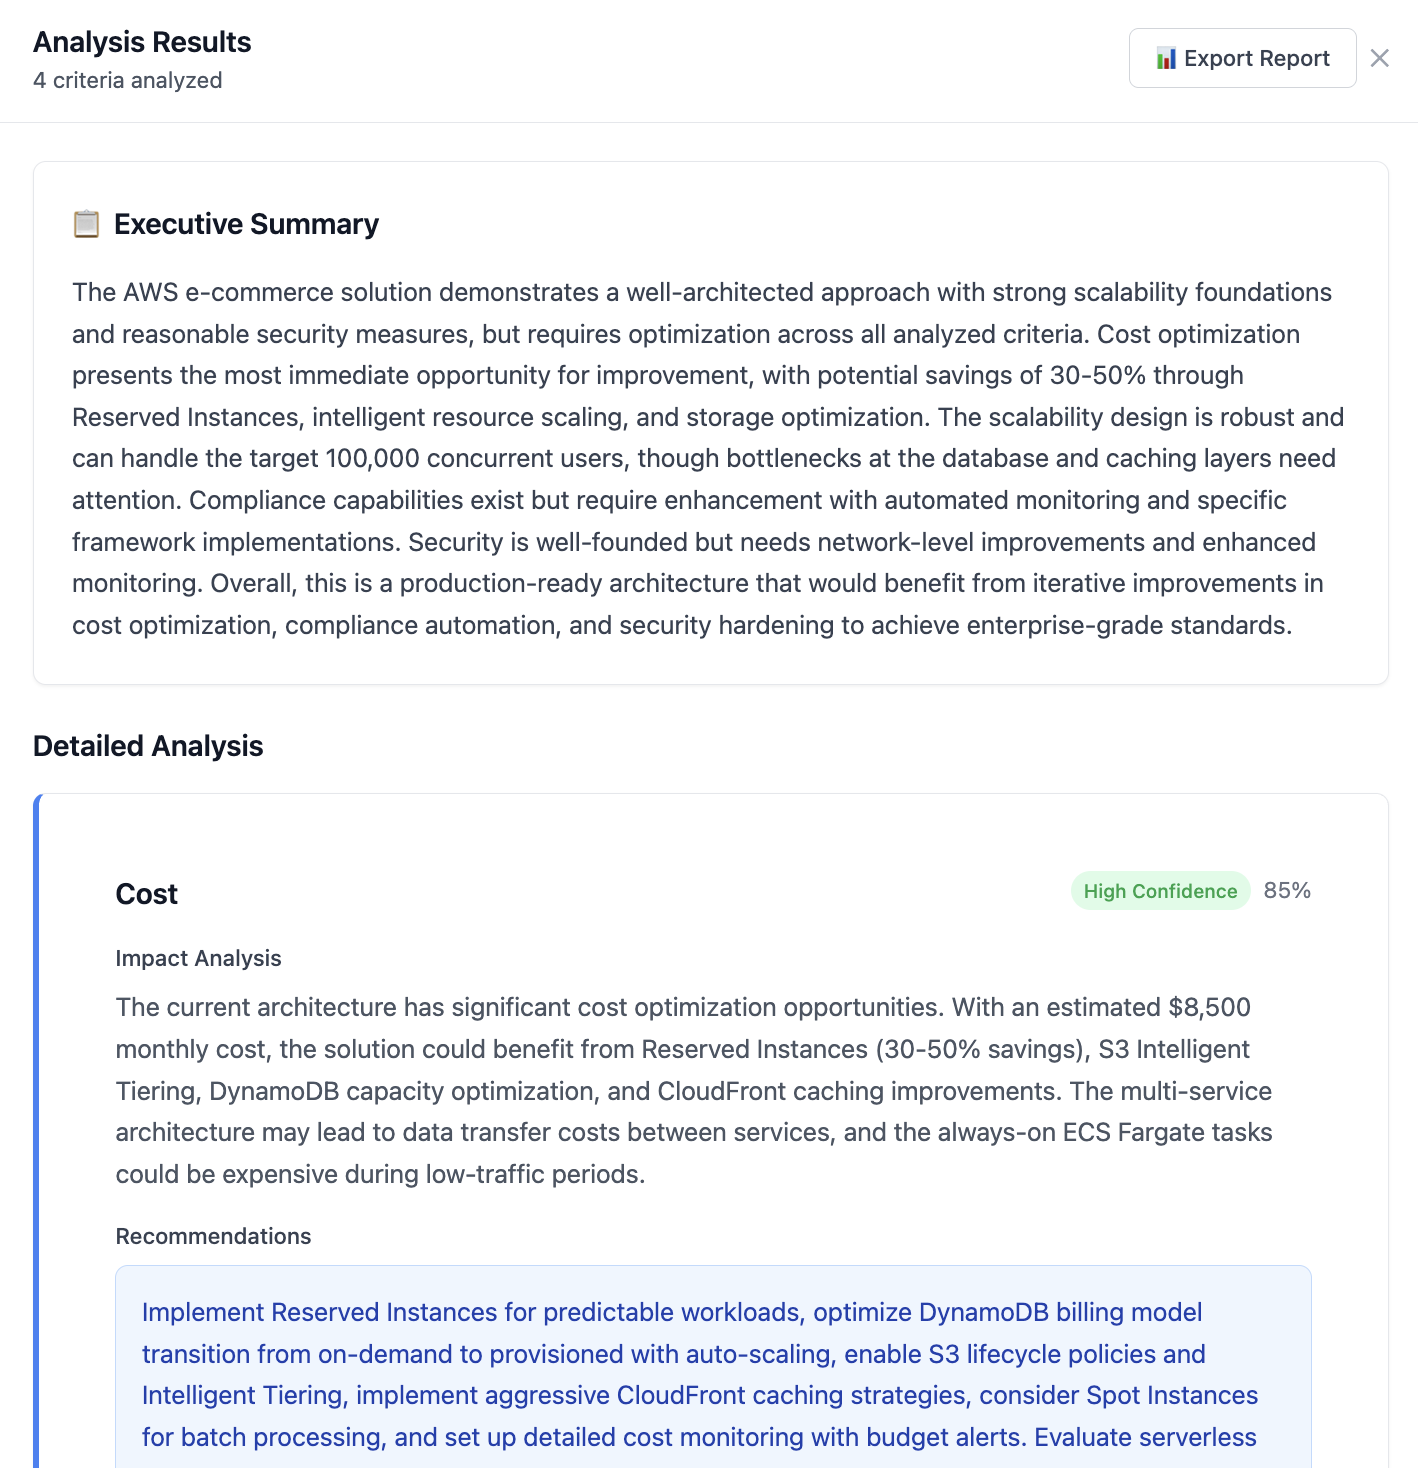 Analysis Results
4 criteria analyzed
Export Report
Executive Summary
The AWS e-commerce solution demonstrates a well-architected approach with strong scalability foundations
and reasonable security measures, but requires optimization across all analyzed criteria. Cost optimization
presents the most immediate opportunity for improvement, with potential savings of 30-50% through
Reserved Instances, intelligent resource scaling, and storage optimization. The scalability design is robust and
can handle the target 100,000 concurrent users, though bottlenecks at the database and caching layers need
attention. Compliance capabilities exist but require enhancement with automated monitoring and specific
framework implementations. Security is well-founded but needs network-level improvements and enhanced
monitoring. Overall, this is a production-ready architecture that would benefit from iterative improvements in
cost optimization, compliance automation, and security hardening to achieve enterprise-grade standards.
Detailed Analysis
Cost
High Confidence 85%
Impact Analysis
The current architecture has significant cost optimization opportunities. With an estimated $8,500
monthly cost, the solution could benefit from Reserved Instances (30-50% savings), S3 Intelligent
Tiering, DynamoDB capacity optimization, and CloudFront caching improvements. The multi-service
architecture may lead to data transfer costs between services, and the always-on ECS Fargate tasks
could be expensive during low-traffic periods.
Recommendations
Implement Reserved Instances for predictable workloads, optimize DynamoDB billing model
transition from on-demand to provisioned with auto-scaling, enable S3 lifecycle policies and
Intelligent Tiering, implement aggressive CloudFront caching strategies, consider Spot Instances
for batch processing, and set up detailed cost monitoring with budget alerts. Evaluate serverless